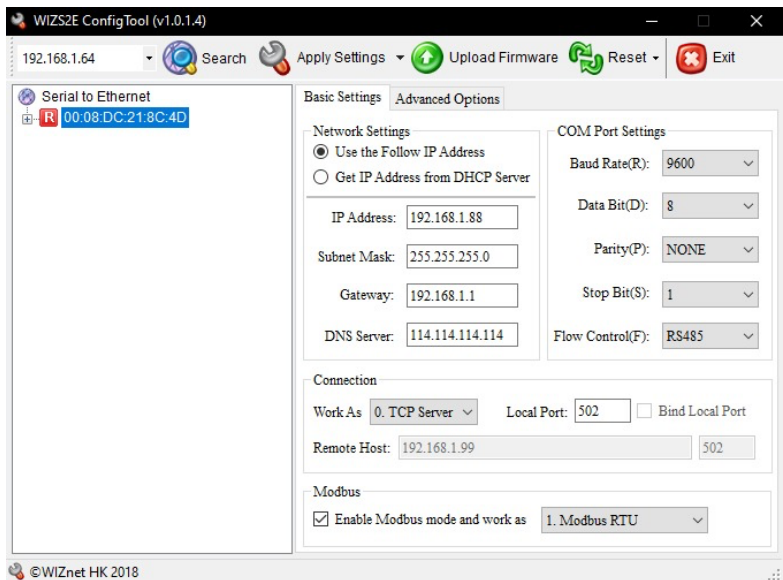 WIZS2E ConfigTool (v1.0.1.4)
192.168.1.64 Search Apply Settings Upload Firmware Reset Exit
Serial to Ethernet
R 00:08:DC:21:8C:4D
Basic Settings Advanced Options
Network Settings
Use the Follow IP Address
Get IP Address from DHCP Server
IP Address: 192.168.1.88
Subnet Mask: 255.255.255.0
Gateway: 192.168.1.1
DNS Server: 114.114.114.114
COM Port Settings
Baud Rate(R): 9600
Data Bit(D): 8
Parity(P): NONE
Stop Bit(S): 1
Flow Control(F): RS485
Connection
Work As 0. TCP Server Local Port: 502 Bind Local Port
Remote Host: 192.168.1.99 502
Modbus
Enable Modbus mode and work as 1. Modbus RTU
©WIZnet HK 2018